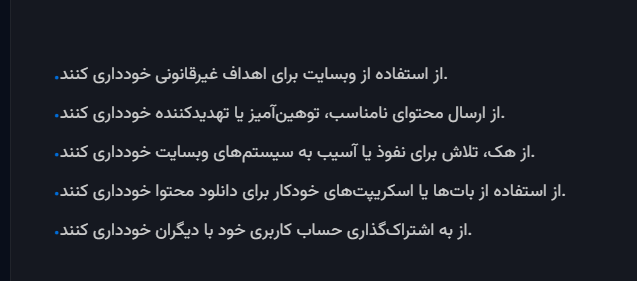 از استفاده از وبسایت برای اهداف غیرقانونی خودداری کنند.
از ارسال محتوای نامناسب، توهین‌آمیز یا تهدیدکننده خودداری کنند.
از هک، تلاش برای نفوذ یا آسیب به سیستم‌های وبسایت خودداری کنند.
از استفاده از بات‌ها یا اسکریپت‌های خودکار برای دانلود محتوا خودداری کنند.
از به اشتراک‌گذاری حساب کاربری خود با دیگران خودداری کنند.